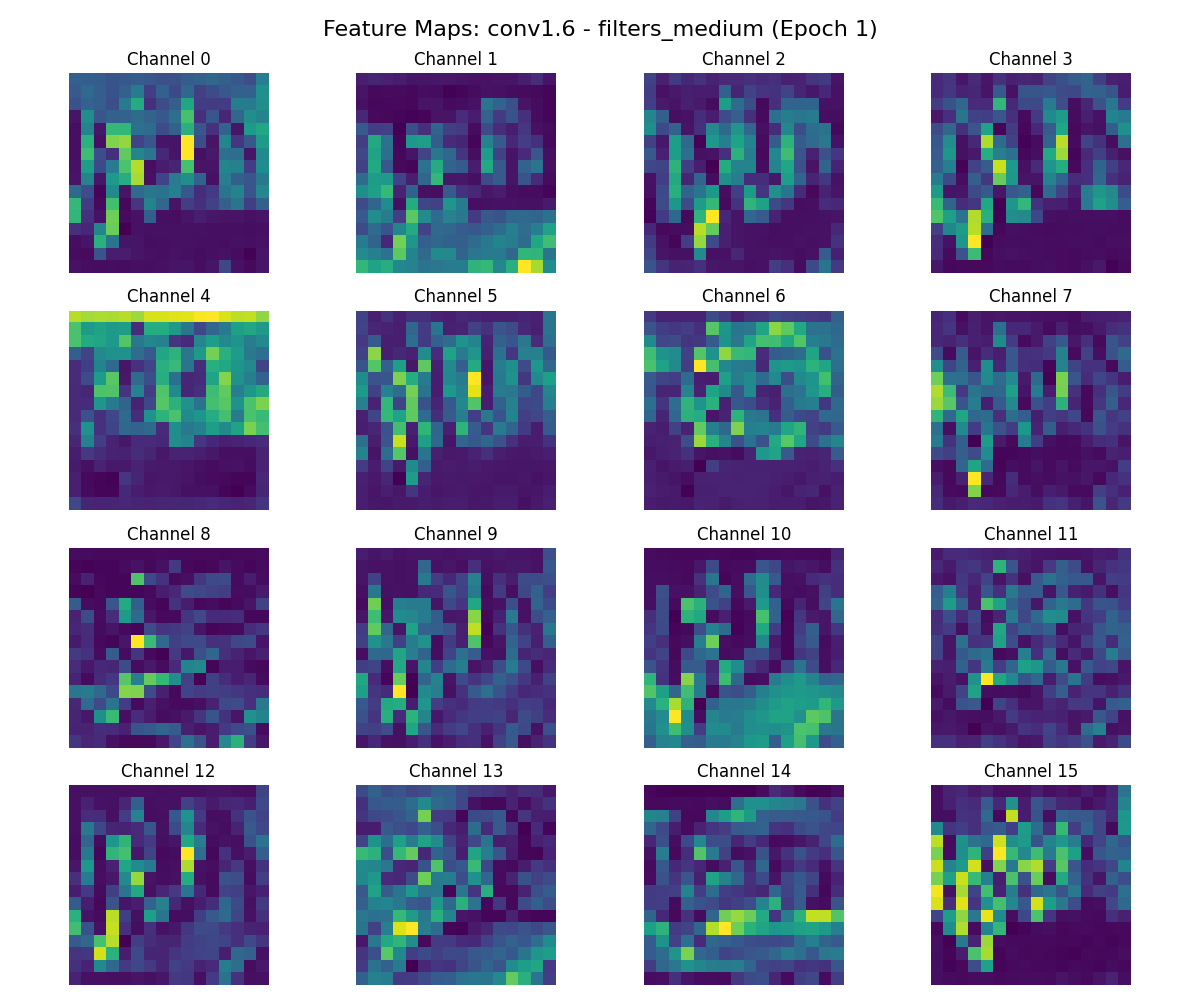 Feature Maps: conv1.6 - filters_medium (Epoch 1)
Channel 0
Channel 1
Channel 2
Channel 3
Channel 4
Channel 5
Channel 6
Channel 7
Channel 8
Channel 9
Channel 10
Channel 11
Channel 12
Channel 13
Channel 14
Channel 15